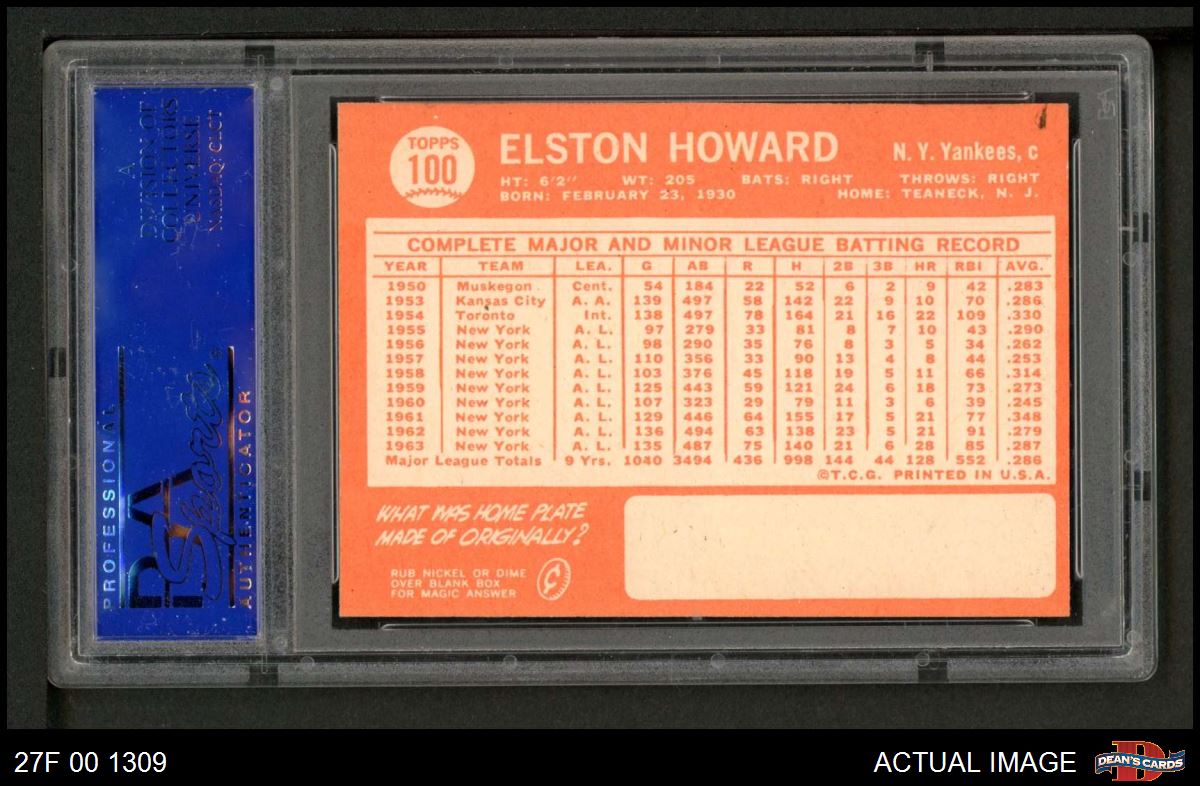 A
DIVISION OF
COLLECTORS
UNIVERSE
NASDAQ: CLCT
PROFESSIONAL
PSA
Sports
AUTHENTICATOR
TOPPS
100
ELSTON HOWARD
N. Y. Yankees, c
HT: 6'2" WT: 205 BATS: RIGHT THROWS: RIGHT
BORN: FEBRUARY 23, 1930 HOME: TEANECK, N. J.
COMPLETE MAJOR AND MINOR LEAGUE BATTING RECORD
YEAR TEAM LEA. G AB R H 2B 3B HR RBI AVG.
1950 Muskegon Cent. 54 184 22 52 6 2 9 42 .283
1953 Kansas City A. A. 139 497 58 142 22 9 10 70 .286
1954 Toronto Int. 138 497 78 164 21 16 22 109 .330
1955 New York A. L. 97 279 33 81 8 7 10 43 .290
1956 New York A. L. 98 290 35 76 8 3 5 34 .262
1957 New York A. L. 110 356 33 90 13 4 8 44 .253
1958 New York A. L. 103 376 45 118 19 5 11 66 .314
1959 New York A. L. 125 443 59 121 24 6 18 73 .273
1960 New York A. L. 107 323 29 79 11 3 6 39 .245
1961 New York A. L. 129 446 64 155 17 5 21 77 .348
1962 New York A. L. 136 494 63 138 23 5 21 91 .279
1963 New York A. L. 135 487 75 140 21 6 28 85 .287
Major League Totals 9 Yrs. 1040 3494 436 998 144 44 128 552 .286
©T.C.G. PRINTED IN U.S.A.
WHAT WAS HOME PLATE
MADE OF ORIGINALLY?
RUB NICKEL OR DIME
OVER BLANK BOX
FOR MAGIC ANSWER
¢
27F 00 1309
ACTUAL IMAGE
D
DEAN'S CARDS